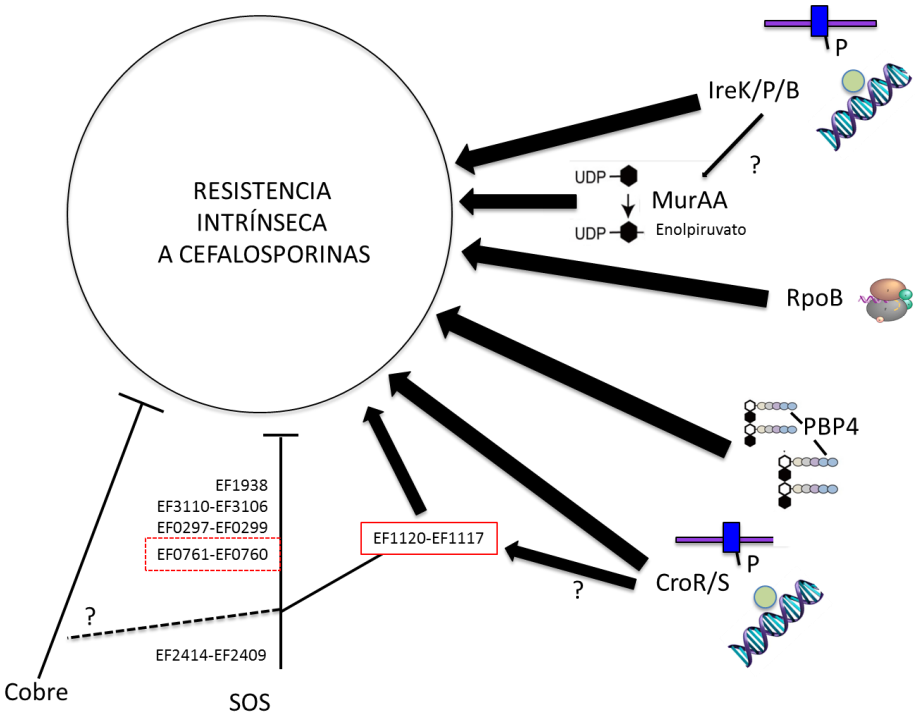 P
IreK/P/B
?
RESISTENCIA
INTRÍNSECA
A CEFALOSPORINAS
UDP
MurAA
UDP
Enolpiruvato
RpoB
PBP4
EF1938
EF3110-EF3106
EF0297-EF0299
EF0761-EF0760
EF1120-EF1117
P
CroR/S
?
?
EF2414-EF2409
Cobre
SOS